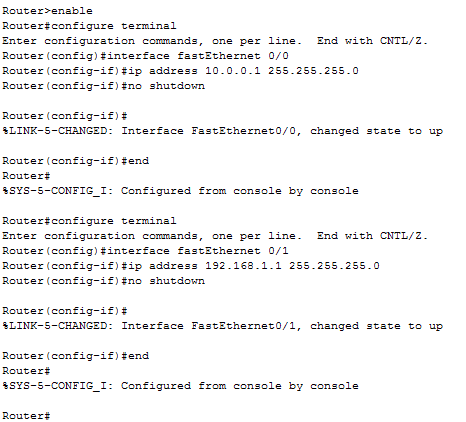 Router>enable
Router#configure terminal
Enter configuration commands, one per line.  End with CNTL/Z.
Router(config)#interface fastEthernet 0/0
Router(config-if)#ip address 10.0.0.1 255.255.255.0
Router(config-if)#no shutdown
Router(config-if)#
%LINK-5-CHANGED: Interface FastEthernet0/0, changed state to up
Router(config-if)#end
Router#
%SYS-5-CONFIG_I: Configured from console by console
Router#configure terminal
Enter configuration commands, one per line.  End with CNTL/Z.
Router(config)#interface fastEthernet 0/1
Router(config-if)#ip address 192.168.1.1 255.255.255.0
Router(config-if)#no shutdown
Router(config-if)#
%LINK-5-CHANGED: Interface FastEthernet0/1, changed state to up
Router(config-if)#end
Router#
%SYS-5-CONFIG_I: Configured from console by console
Router#